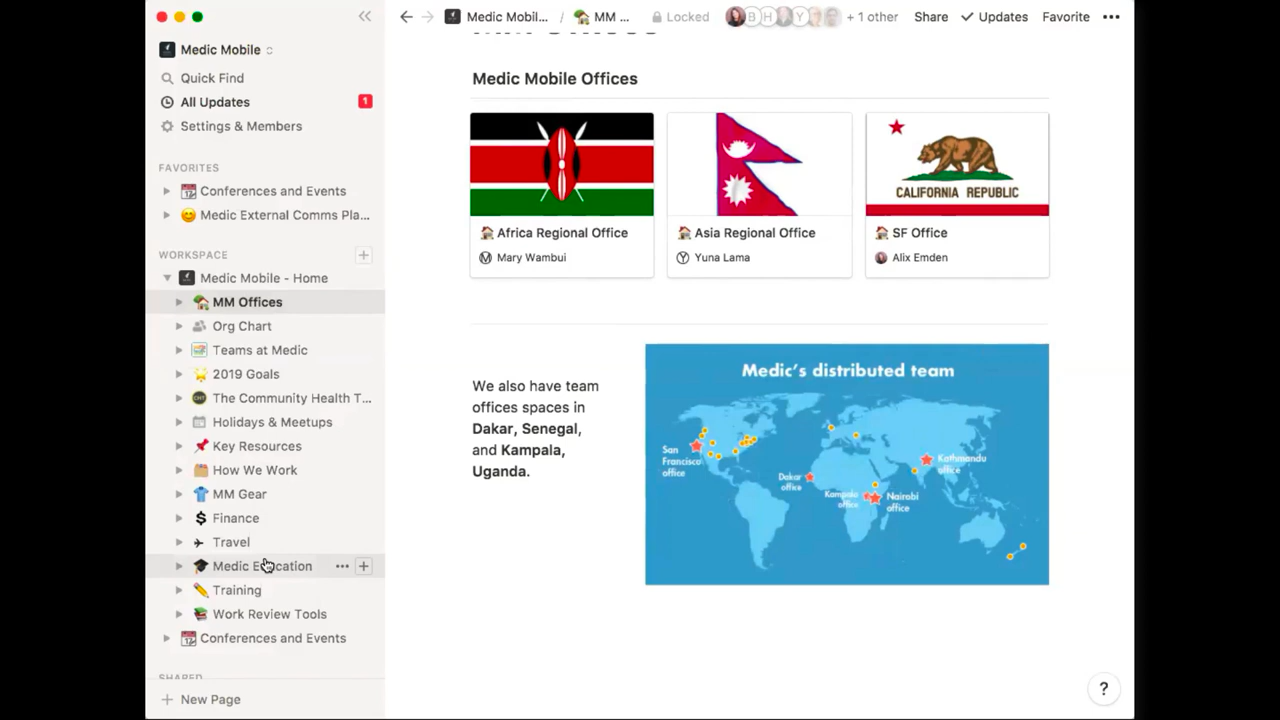 Medic Mobile
Quick Find
All Updates
1
Settings & Members
FAVORITES
Conferences and Events
Medic External Comms Pla...
WORKSPACE
Medic Mobile - Home
MM Offices
Org Chart
Teams at Medic
2019 Goals
The Community Health T...
Holidays & Meetups
Key Resources
How We Work
MM Gear
Finance
Travel
Medic Education
Training
Work Review Tools
Conferences and Events
New Page
Medic Mobil... / MM ... Locked
B H Y + 1 other
Share Updates Favorite
Medic Mobile Offices
CALIFORNIA REPUBLIC
Africa Regional Office
Mary Wambui
Asia Regional Office
Yuna Lama
SF Office
Alix Emden
We also have team
offices spaces in
Dakar, Senegal,
and Kampala,
Uganda.
Medic's distributed team
San
Francisco
office
Dakar
office
Kampala
office
Nairobi
office
Kathmandu
office
?